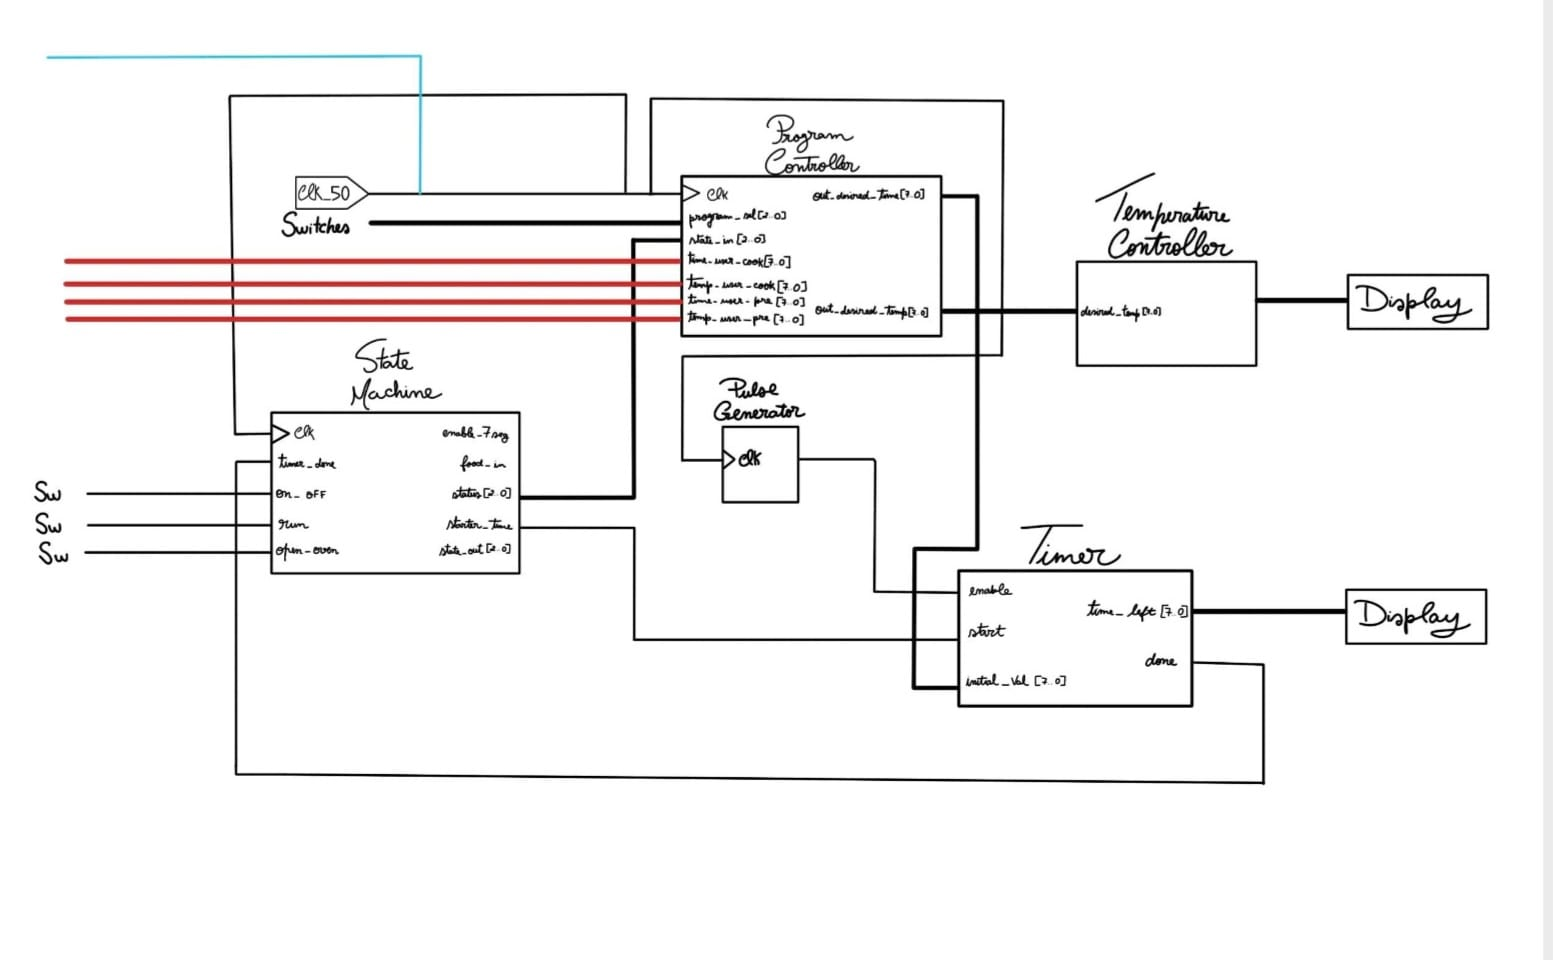 Program
Controller
Clk_50
Switches
Clk
program_sel[2..0]
state_in[2..0]
time_user_cook[7..0]
temp_user_cook[7..0]
time_user_pre[7..0]
temp_user_pre[7..0]
out_desired_time[7..0]
out_desired_temp[7..0]
Temperature
Controller
desired_temp[7..0]
Display
State
Machine
Clk
timer_done
on_OFF
run
open_oven
enable_7seg
food_in
status[2..0]
starter_time
state_out[2..0]
Sw
Sw
Sw
Pulse
Generator
Clk
Timer
enable
start
initial_Val[7..0]
time_left[7..0]
done
Display